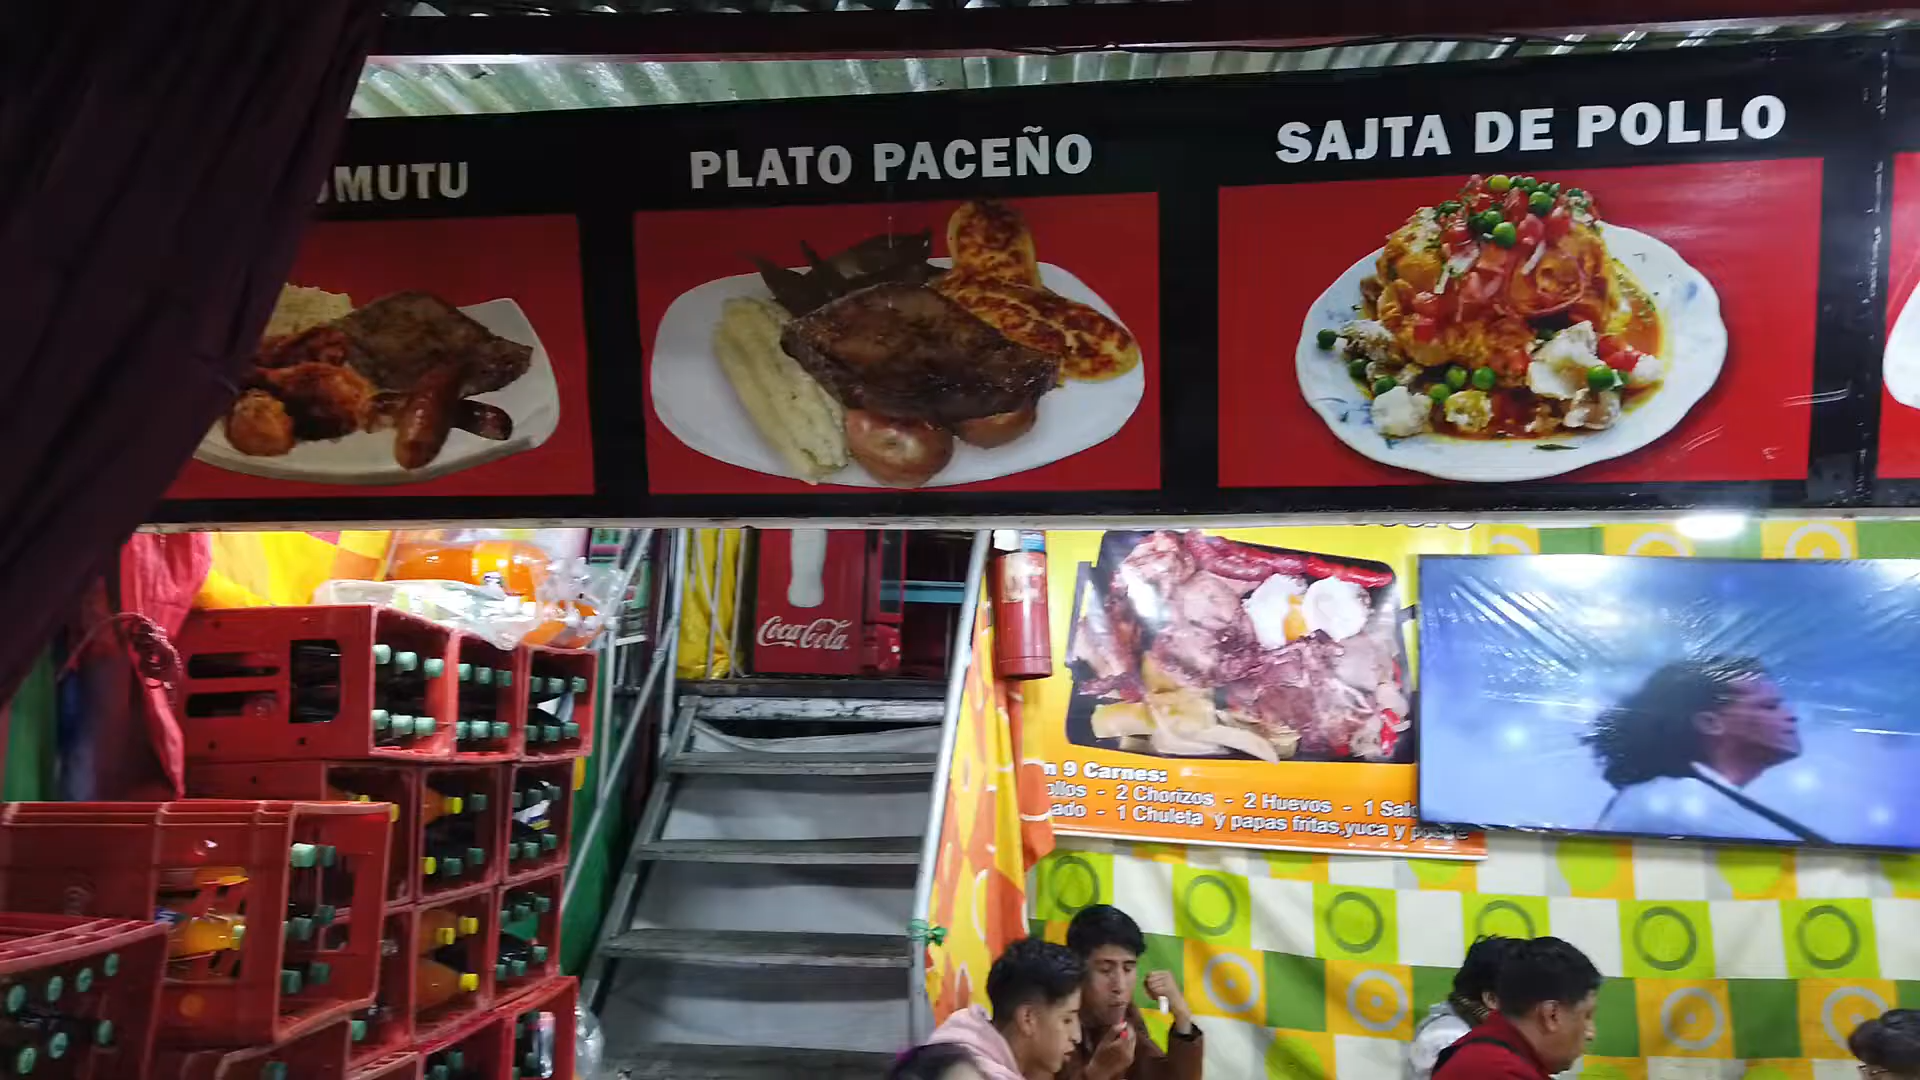 PLATO PACEÑO
SAJTA DE POLLO
Coca-Cola
9 Carnes:
- 2 Chorizos - 2 Huevos - 1
- 1 Chuleta y papas fritas,yuca y